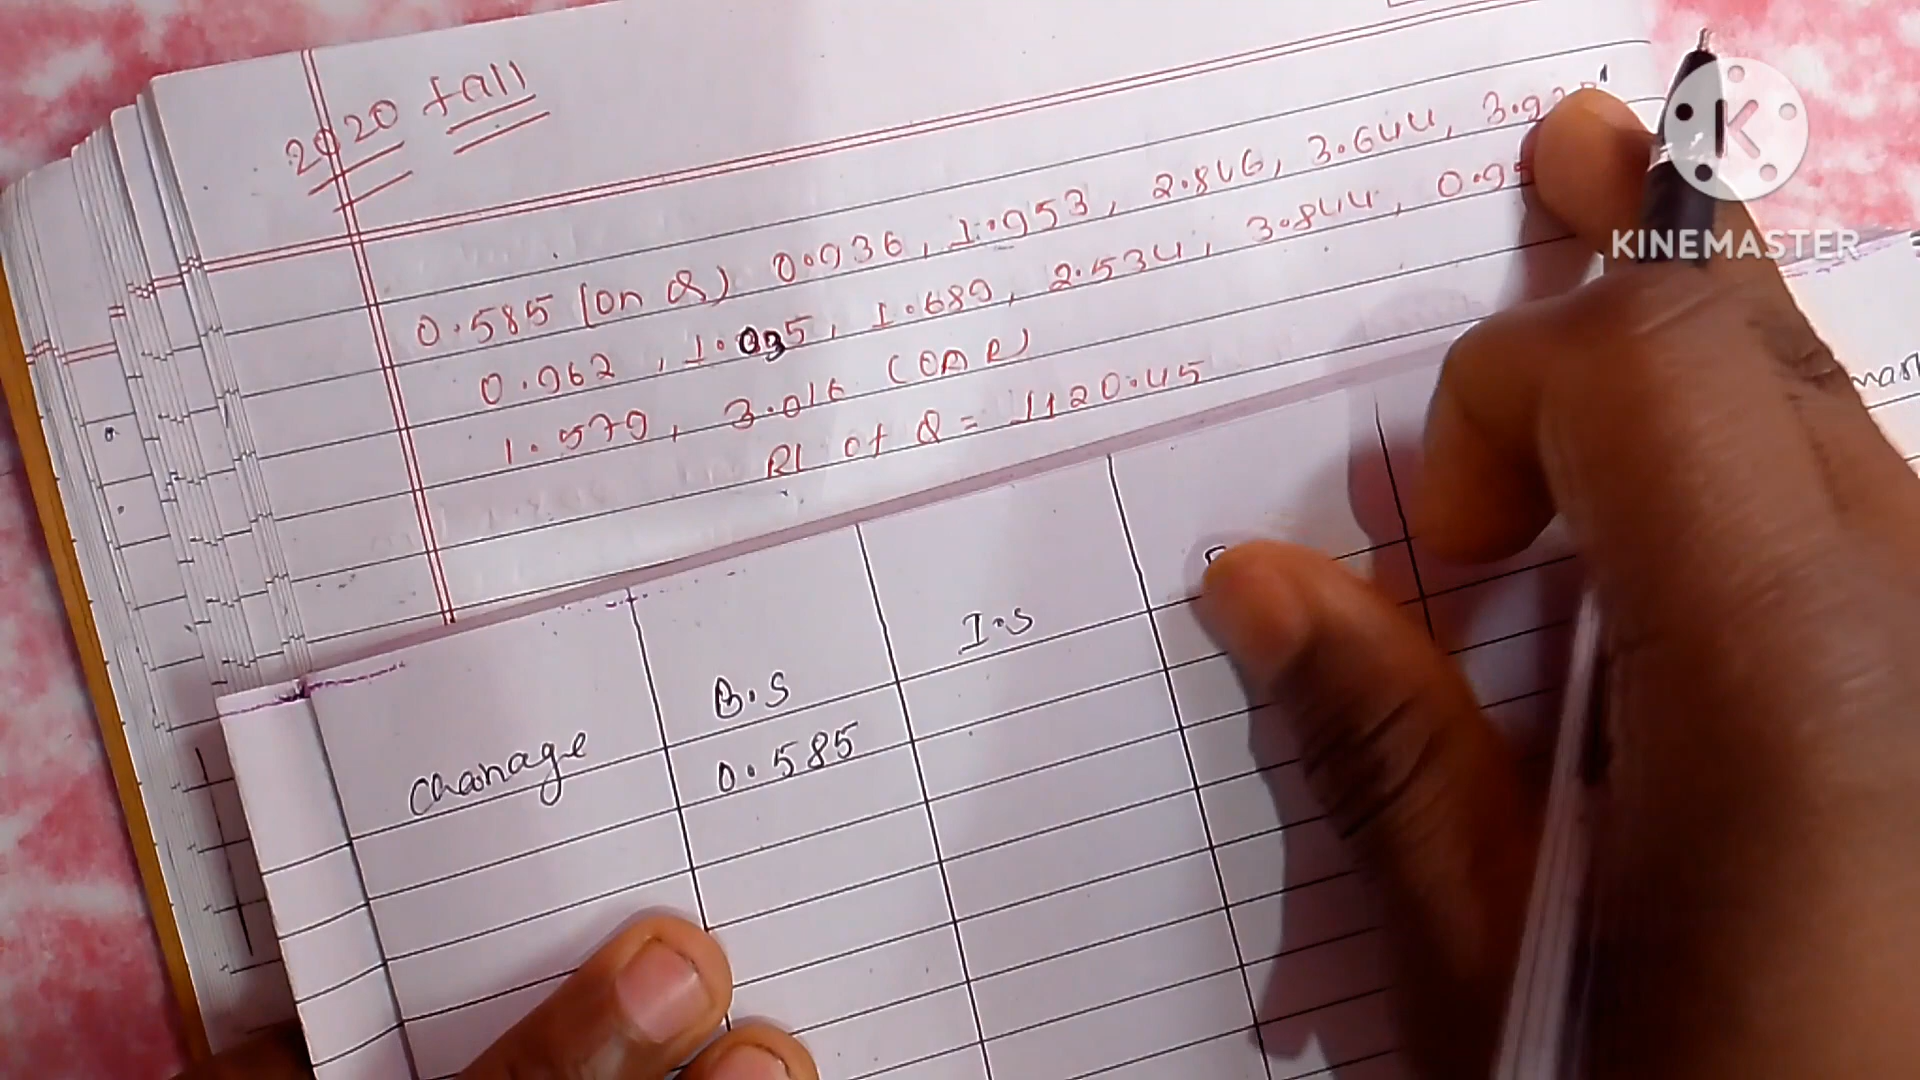 2020 fall
0.585 (on Q) 0.936, 1.953, 2.846, 3.644,
0.962, 1.035, 1.689, 2.534, 3.844,
1.579, 3.016 (on R)
RL of Q = 1120.45
Chainage B.S I.S
0.585
K
KINEMASTER